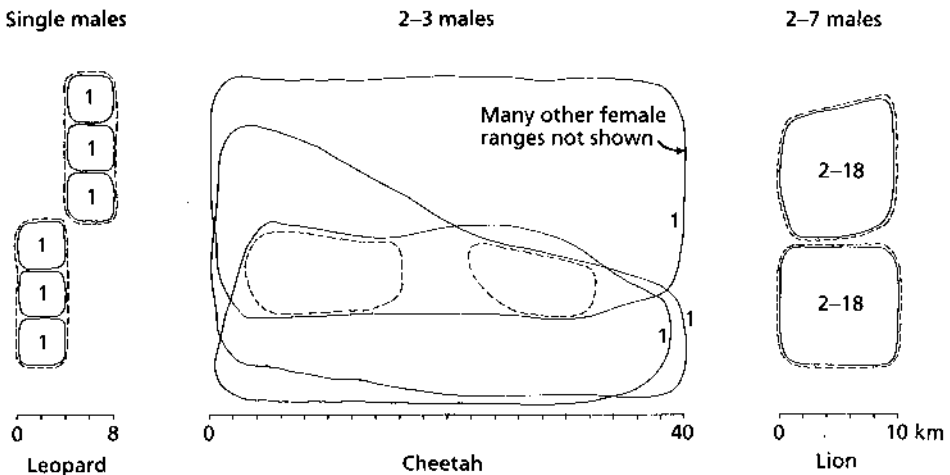 Single males
2–3 males
2–7 males
1
1
1
1
1
1
Many other female
ranges not shown
1
1
1
2–18
2–18
0 8
Leopard
0 40
Cheetah
0 10 km
Lion